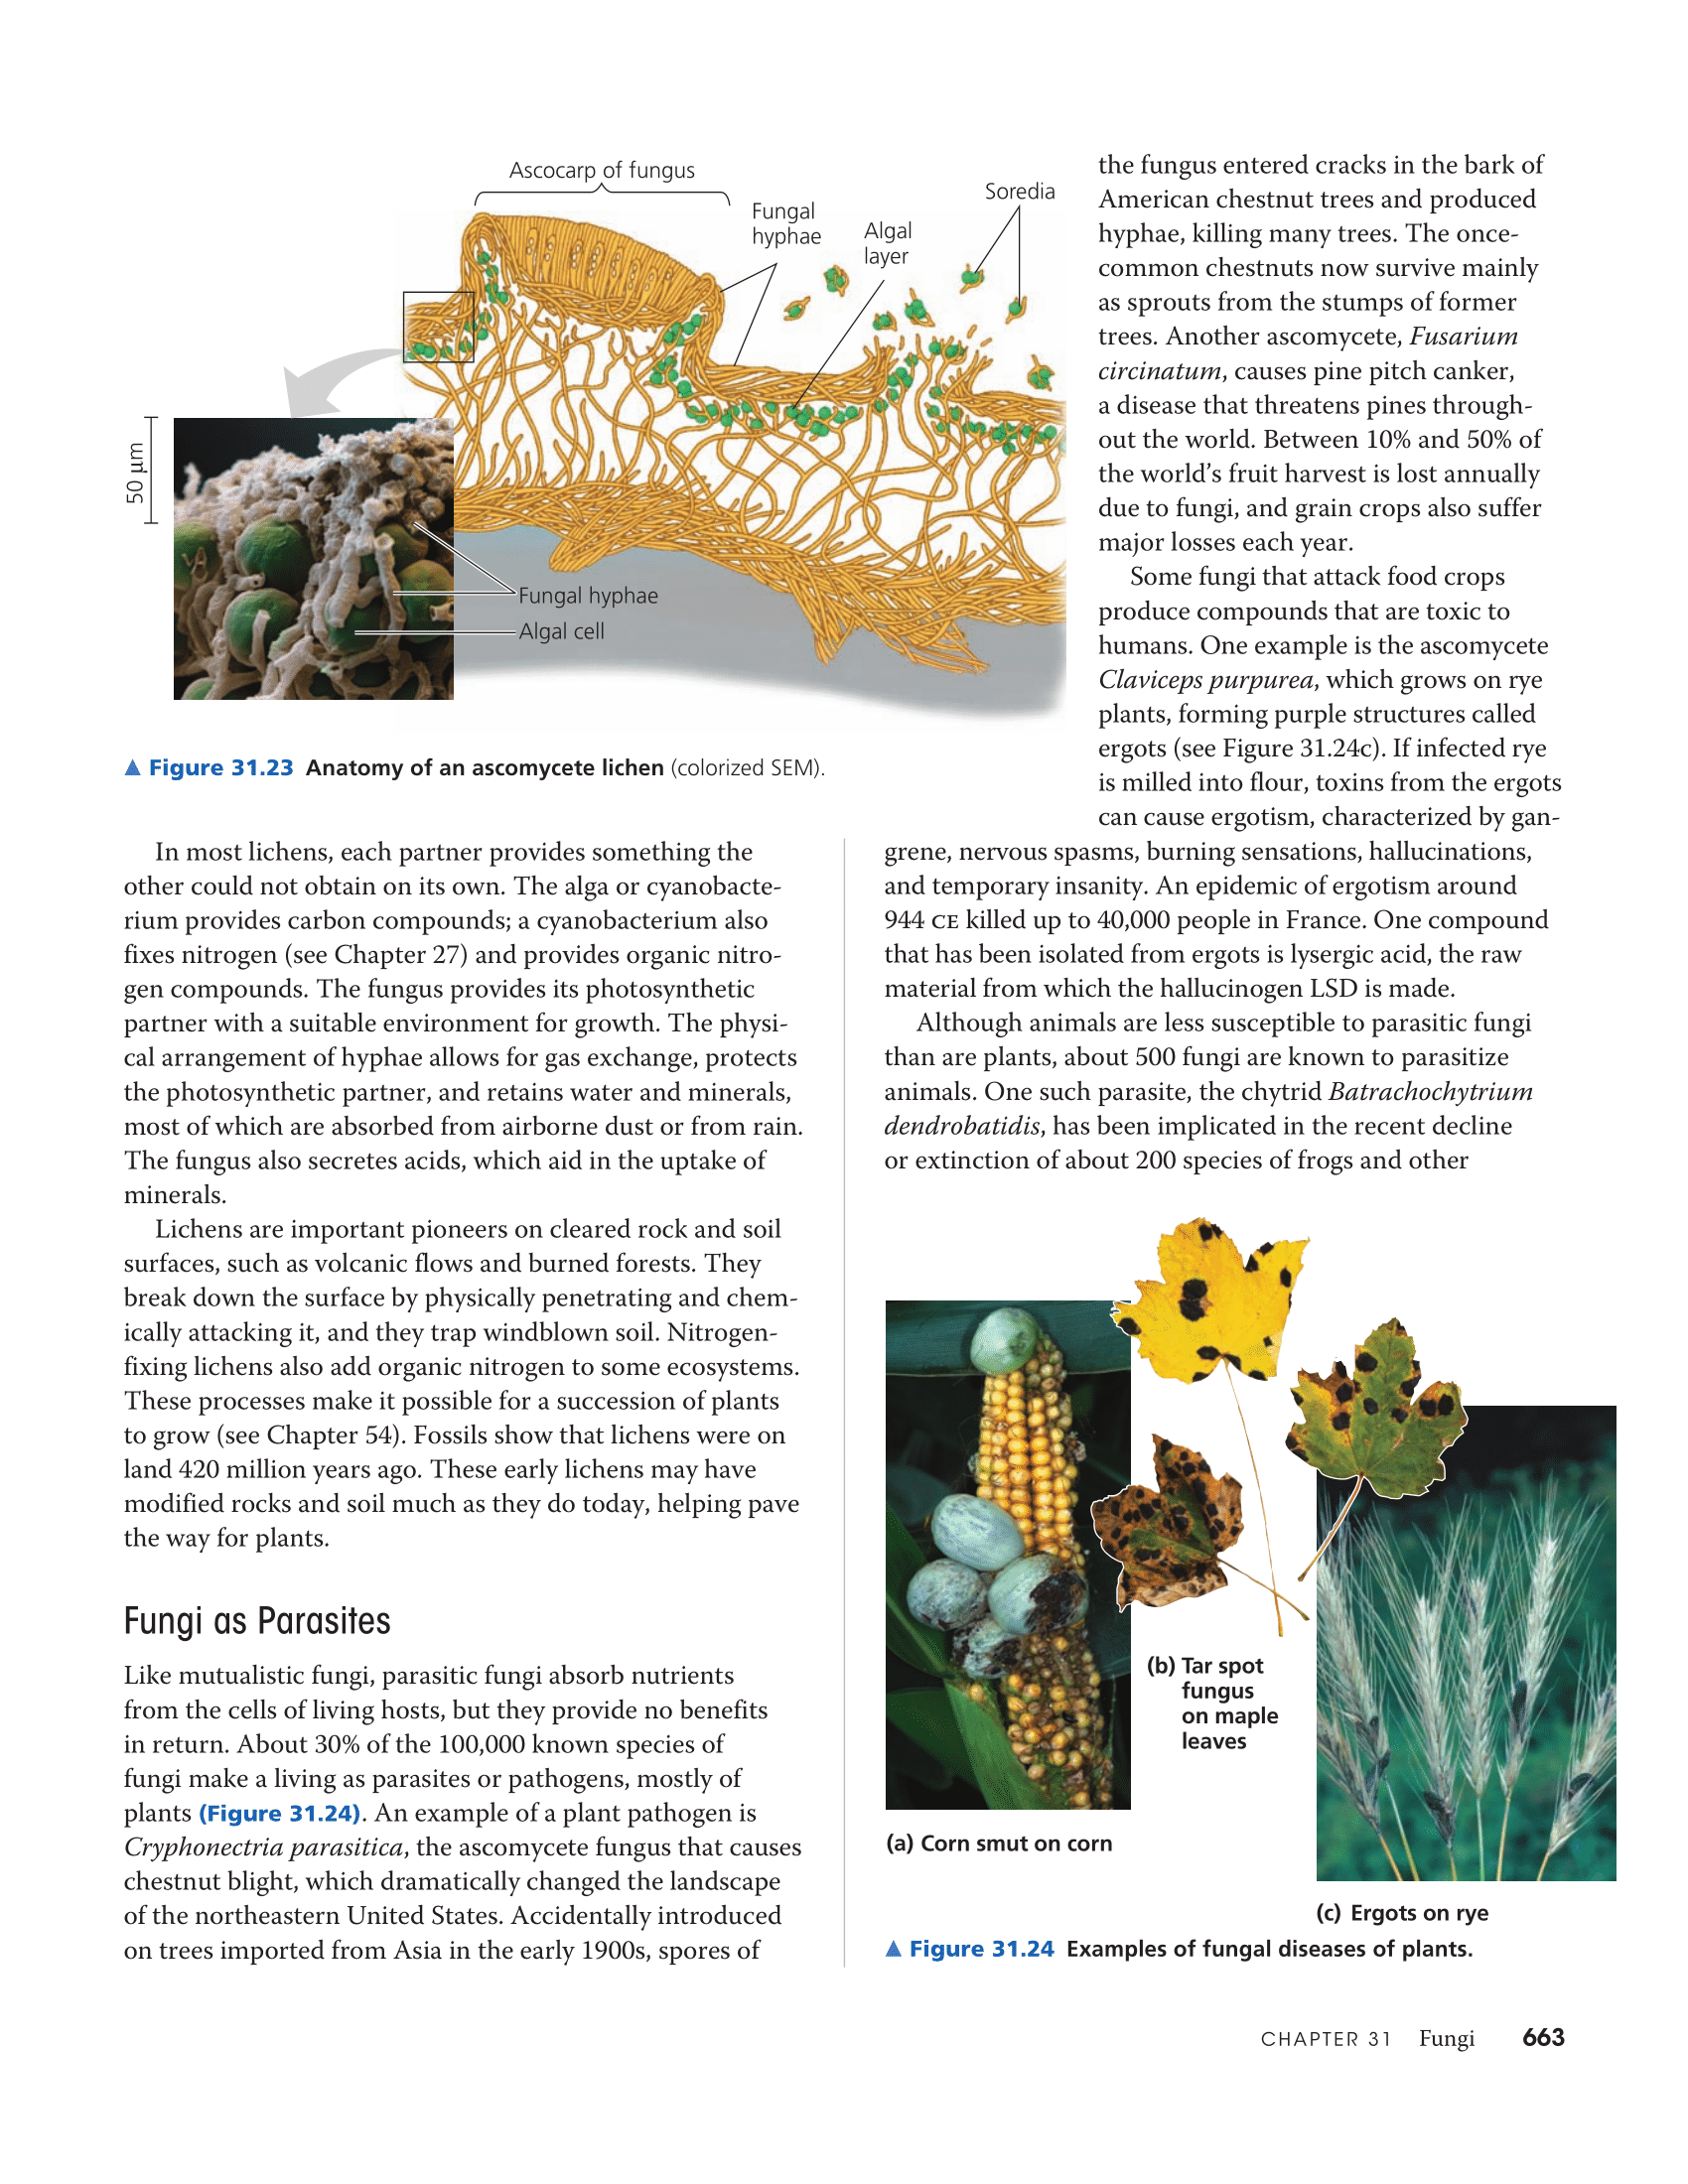 Ascocarp of fungus
Fungal
hyphae
Algal
layer
Soredia
50 µm
Fungal hyphae
Algal cell
▲ Figure 31.23 Anatomy of an ascomycete lichen (colorized SEM).
In most lichens, each partner provides something the
other could not obtain on its own. The alga or cyanobacte-
rium provides carbon compounds; a cyanobacterium also
fixes nitrogen (see Chapter 27) and provides organic nitro-
gen compounds. The fungus provides its photosynthetic
partner with a suitable environment for growth. The physi-
cal arrangement of hyphae allows for gas exchange, protects
the photosynthetic partner, and retains water and minerals,
most of which are absorbed from airborne dust or from rain.
The fungus also secretes acids, which aid in the uptake of
minerals.
Lichens are important pioneers on cleared rock and soil
surfaces, such as volcanic flows and burned forests. They
break down the surface by physically penetrating and chem-
ically attacking it, and they trap windblown soil. Nitrogen-
fixing lichens also add organic nitrogen to some ecosystems.
These processes make it possible for a succession of plants
to grow (see Chapter 54). Fossils show that lichens were on
land 420 million years ago. These early lichens may have
modified rocks and soil much as they do today, helping pave
the way for plants.
Fungi as Parasites
Like mutualistic fungi, parasitic fungi absorb nutrients
from the cells of living hosts, but they provide no benefits
in return. About 30% of the 100,000 known species of
fungi make a living as parasites or pathogens, mostly of
plants (Figure 31.24). An example of a plant pathogen is
Cryphonectria parasitica, the ascomycete fungus that causes
chestnut blight, which dramatically changed the landscape
of the northeastern United States. Accidentally introduced
on trees imported from Asia in the early 1900s, spores of
the fungus entered cracks in the bark of
American chestnut trees and produced
hyphae, killing many trees. The once-
common chestnuts now survive mainly
as sprouts from the stumps of former
trees. Another ascomycete, Fusarium
circinatum, causes pine pitch canker,
a disease that threatens pines through-
out the world. Between 10% and 50% of
the world's fruit harvest is lost annually
due to fungi, and grain crops also suffer
major losses each year.
Some fungi that attack food crops
produce compounds that are toxic to
humans. One example is the ascomycete
Claviceps purpurea, which grows on rye
plants, forming purple structures called
ergots (see Figure 31.24c). If infected rye
is milled into flour, toxins from the ergots
can cause ergotism, characterized by gan-
grene, nervous spasms, burning sensations, hallucinations,
and temporary insanity. An epidemic of ergotism around
944 CE killed up to 40,000 people in France. One compound
that has been isolated from ergots is lysergic acid, the raw
material from which the hallucinogen LSD is made.
Although animals are less susceptible to parasitic fungi
than are plants, about 500 fungi are known to parasitize
animals. One such parasite, the chytrid Batrachochytrium
dendrobatidis, has been implicated in the recent decline
or extinction of about 200 species of frogs and other
(a) Corn smut on corn
(b) Tar spot
fungus
on maple
leaves
(c) Ergots on rye
▲ Figure 31.24 Examples of fungal diseases of plants.
CHAPTER 31 Fungi 663